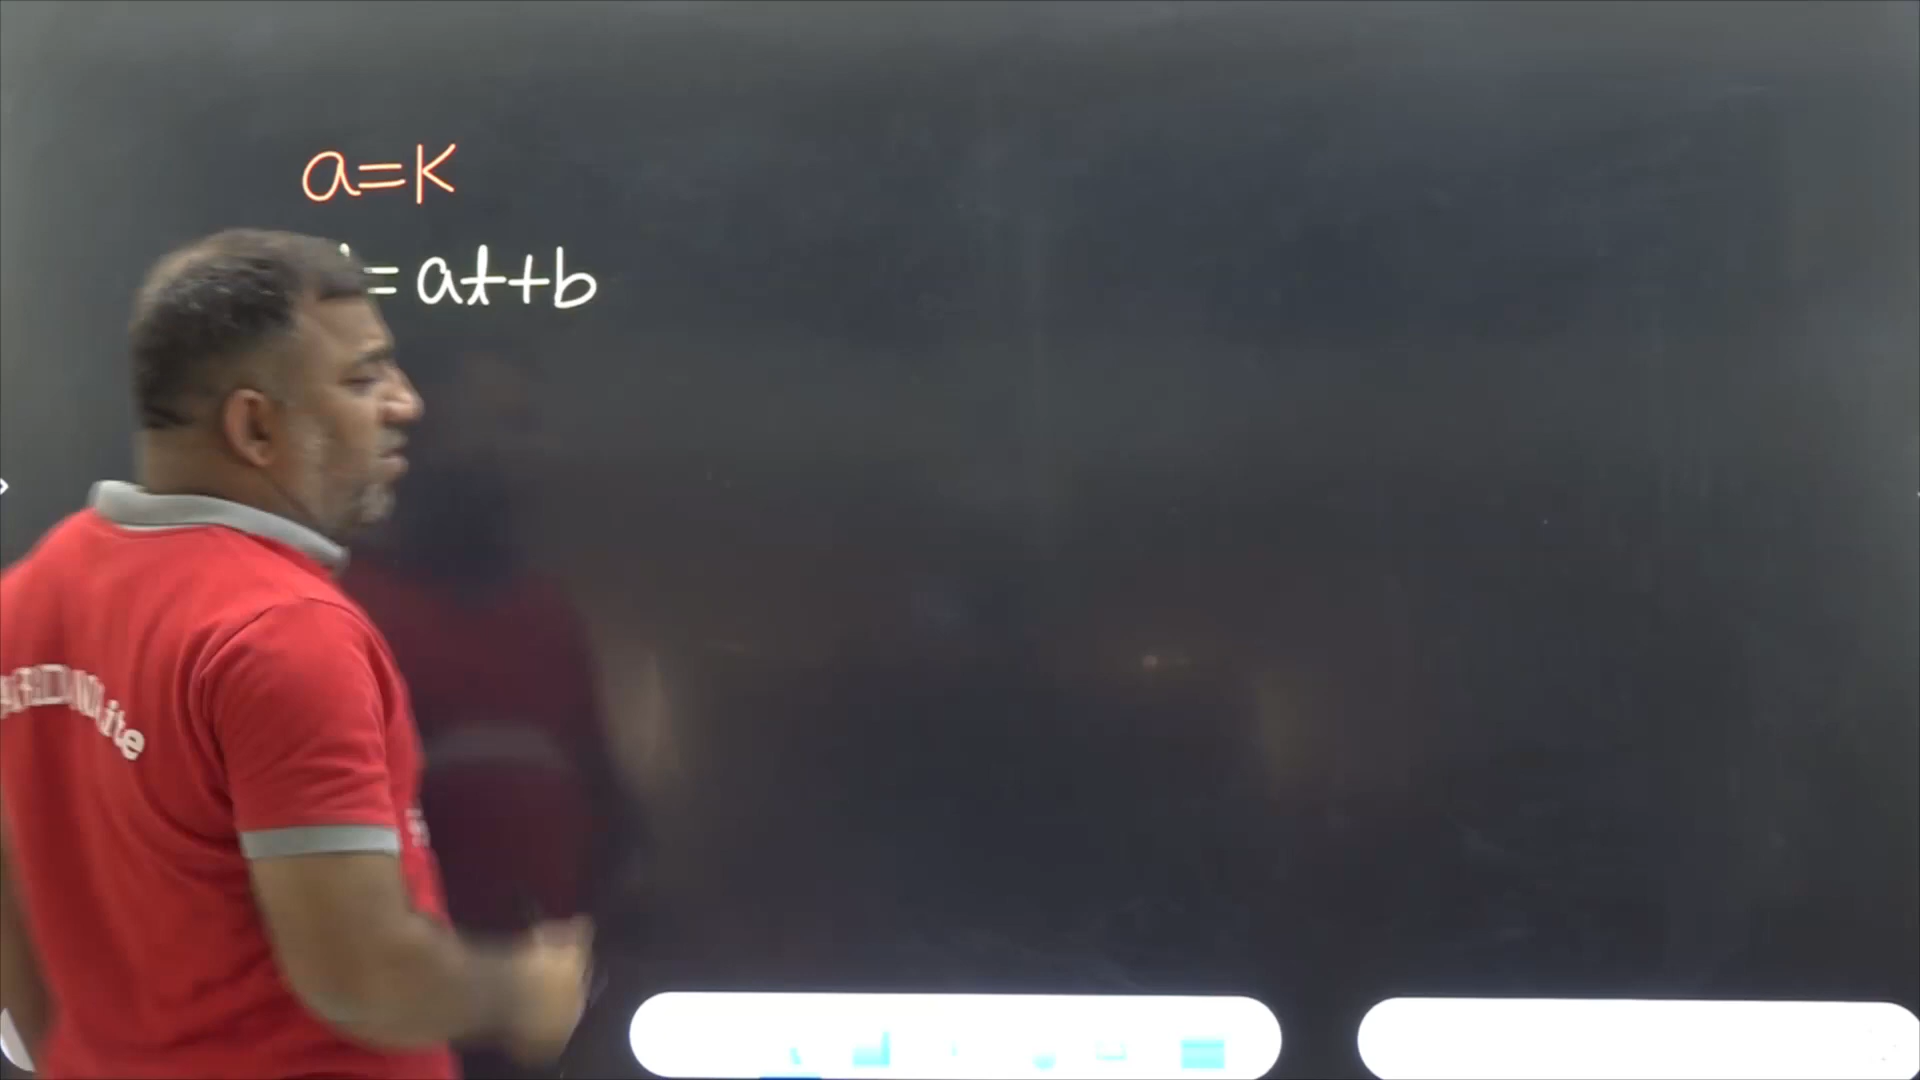 a=K
= at+b